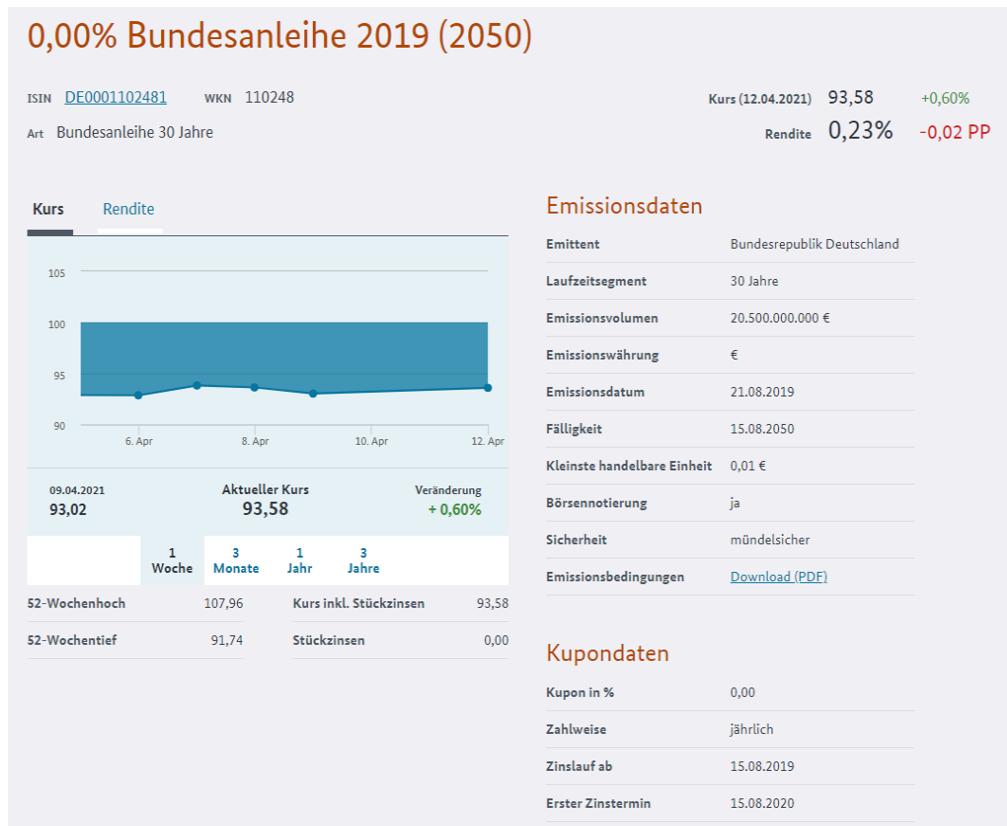 0,00% Bundesanleihe 2019 (2050)
ISIN DE0001102481 WKN 110248
Art Bundesanleihe 30 Jahre
Kurs (12.04.2021) 93,58 +0,60%
Rendite 0,23% -0,02 PP
Kurs Rendite
105
100
95
90
6. Apr 8. Apr 10. Apr 12. Apr
09.04.2021 Aktueller Kurs Veränderung
93,02 93,58 + 0,60%
1 Woche 3 Monate 1 Jahr 3 Jahre
52-Wochenhoch 107,96 Kurs inkl. Stückzinsen 93,58
52-Wochentief 91,74 Stückzinsen 0,00
Emissionsdaten
Emittent Bundesrepublik Deutschland
Laufzeitsegment 30 Jahre
Emissionsvolumen 20.500.000.000 €
Emissionswährung €
Emissionsdatum 21.08.2019
Fälligkeit 15.08.2050
Kleinste handelbare Einheit 0,01 €
Börsennotierung ja
Sicherheit mündelsicher
Emissionsbedingungen Download (PDF)
Kupondaten
Kupon in % 0,00
Zahlweise jährlich
Zinslauf ab 15.08.2019
Erster Zinstermin 15.08.2020